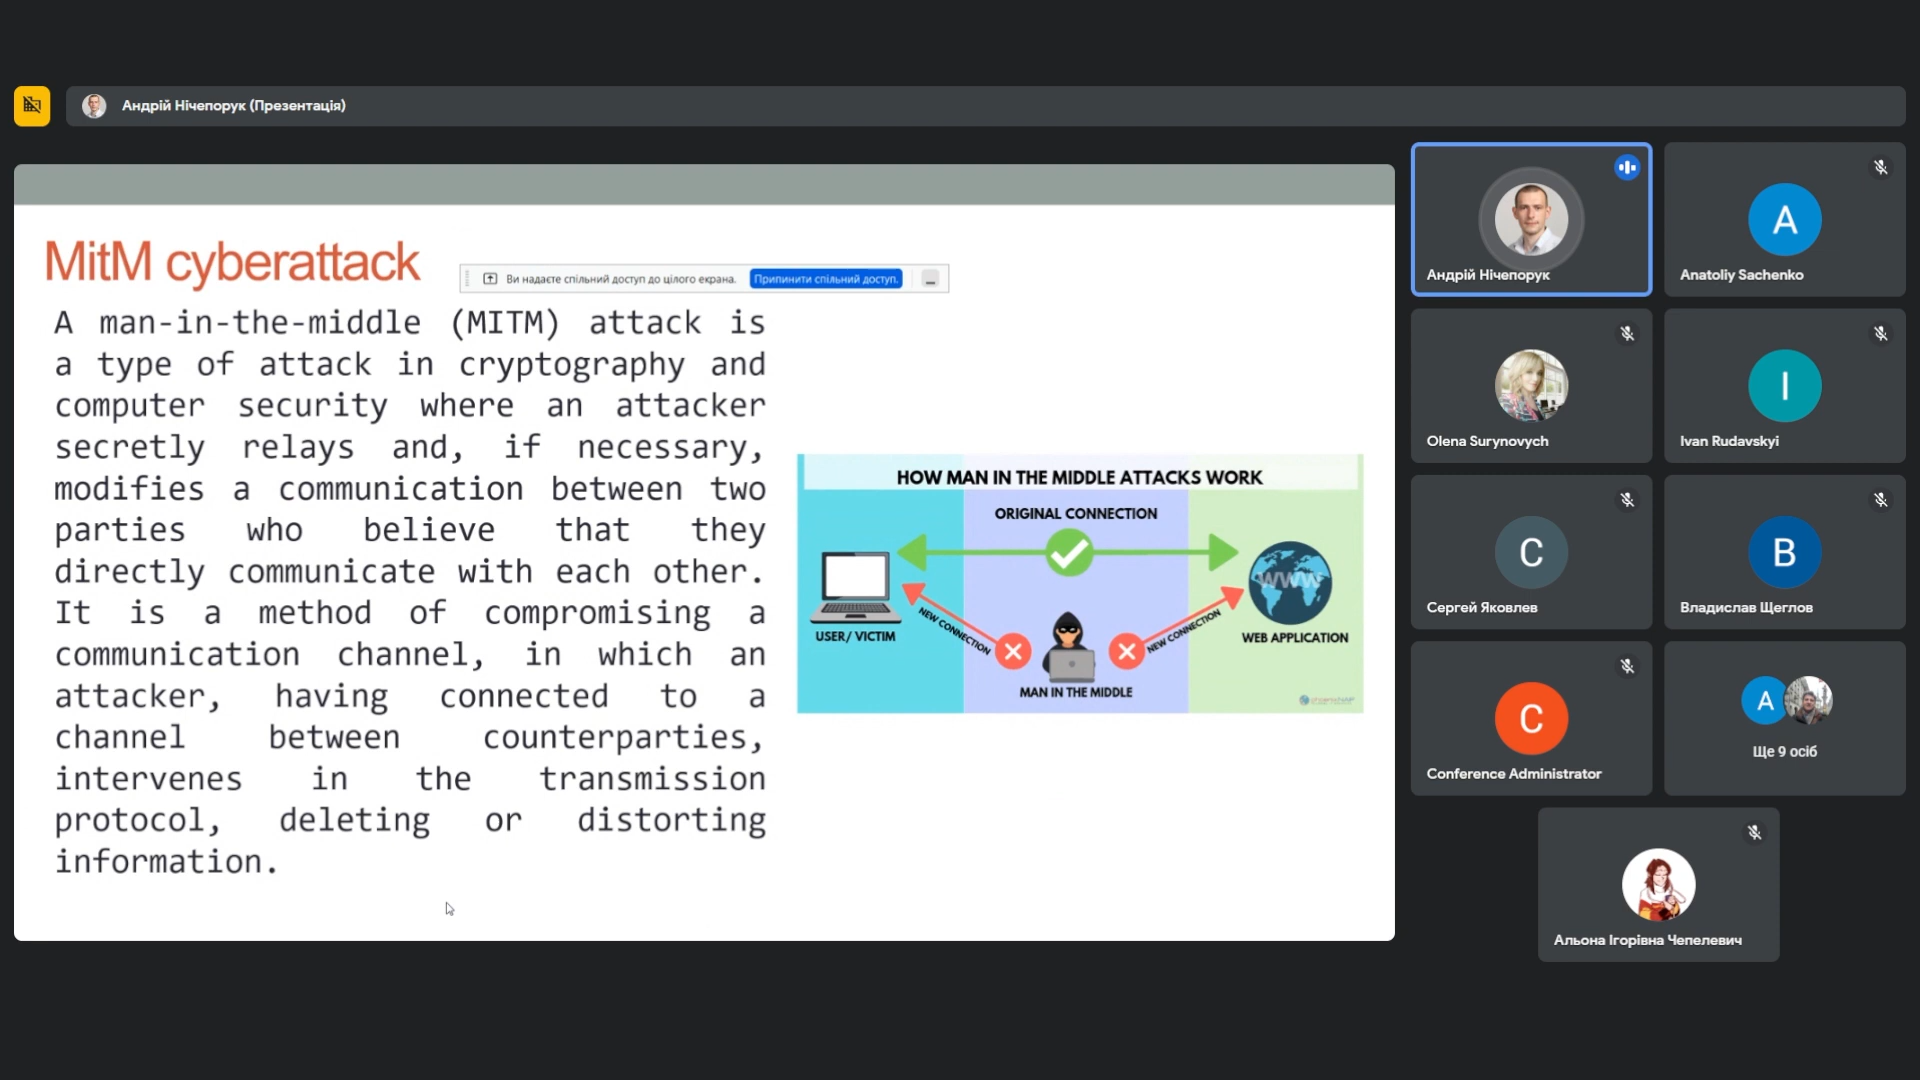 Андрій Нічепорук (Презентація)
MitM cyberattack
Ви надаєте спільний доступ до цілого екрана. Припинити спільний доступ.
A man-in-the-middle (MITM) attack is
a type of attack in cryptography and
computer security where an attacker
secretly relays and, if necessary,
modifies a communication between two
parties who believe that they
directly communicate with each other.
It is a method of compromising a
communication channel, in which an
attacker, having connected to a
channel between counterparties,
intervenes in the transmission
protocol, deleting or distorting
information.
HOW MAN IN THE MIDDLE ATTACKS WORK
ORIGINAL CONNECTION
WWW
NEW CONNECTION
NEW CONNECTION
USER/ VICTIM
WEB APPLICATION
MAN IN THE MIDDLE
Андрій Нічепорук
A
Anatoliy Sachenko
Olena Surynovych
I
Ivan Rudavskyi
С
Сергей Яковлев
В
Владислав Щеглов
C
Conference Administrator
A
Ще 9 осіб
Альона Ігорівна Чепелевич